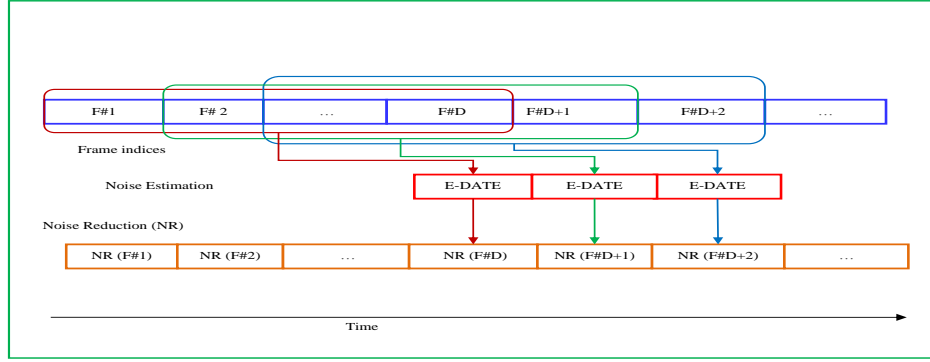 F#1 F# 2 … F#D F#D+1 F#D+2 …
Frame indices
Noise Estimation E-DATE E-DATE E-DATE
Noise Reduction (NR)
NR (F#1) NR (F#2) … NR (F#D) NR (F#D+1) NR (F#D+2) …
Time